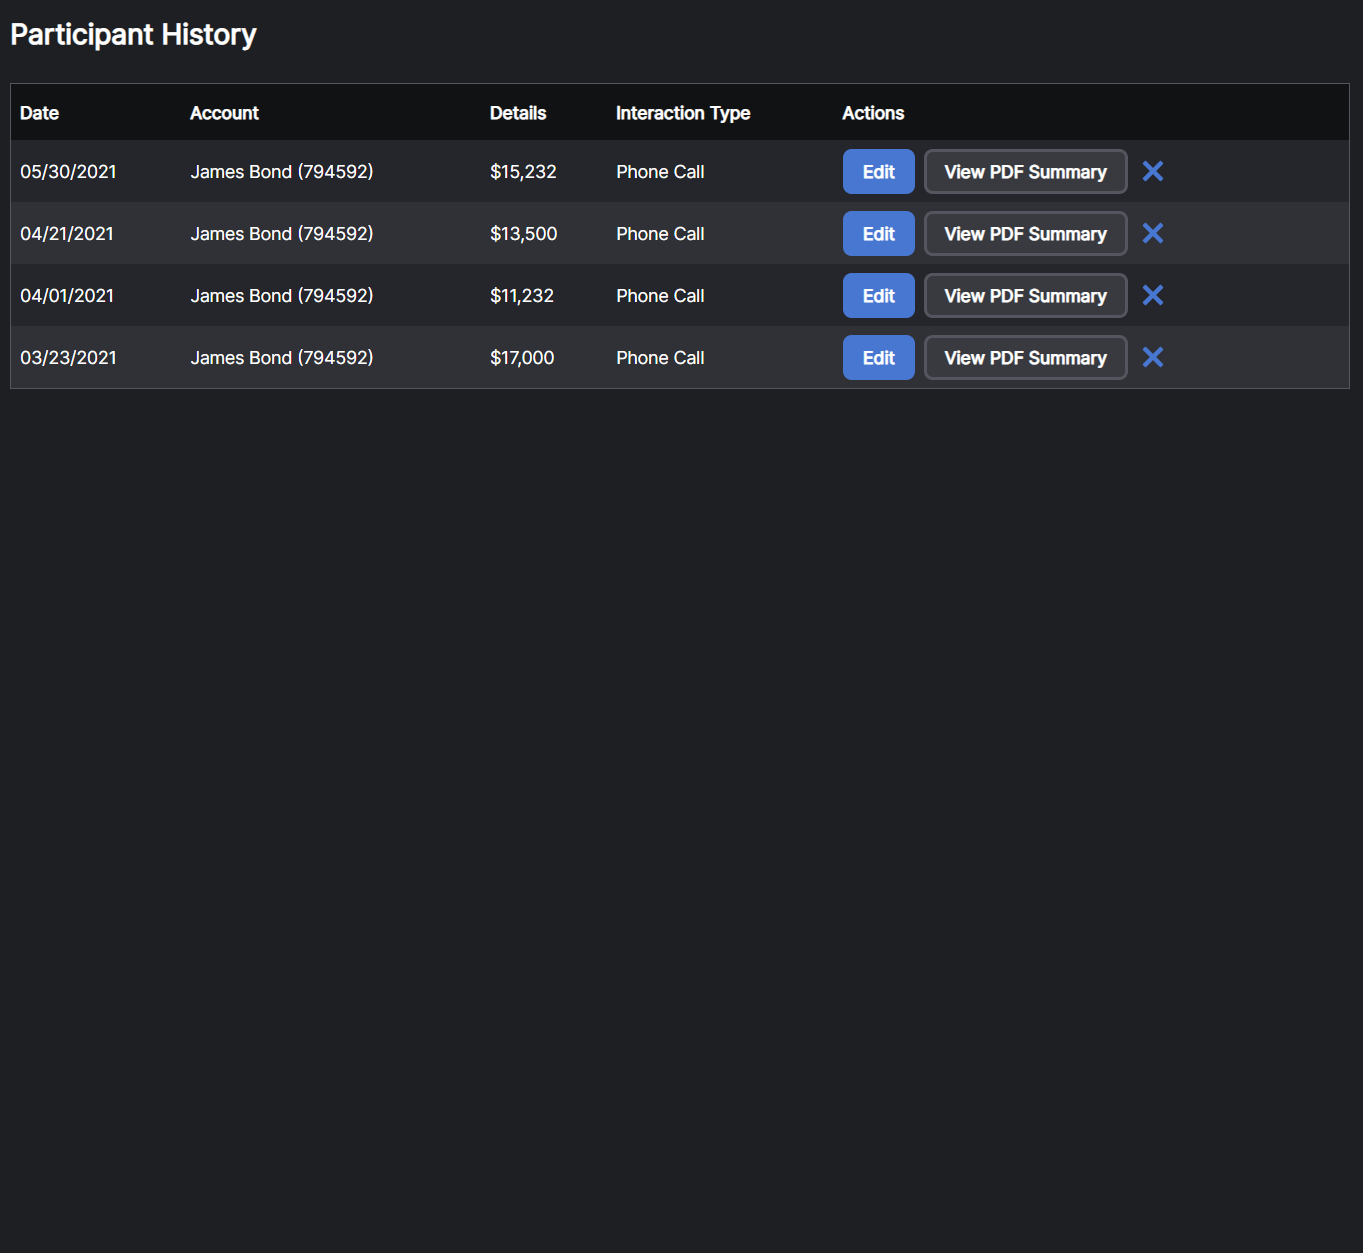 Participant History
Date Account Details Interaction Type Actions
05/30/2021 James Bond (794592) $15,232 Phone Call Edit View PDF Summary
04/21/2021 James Bond (794592) $13,500 Phone Call Edit View PDF Summary
04/01/2021 James Bond (794592) $11,232 Phone Call Edit View PDF Summary
03/23/2021 James Bond (794592) $17,000 Phone Call Edit View PDF Summary